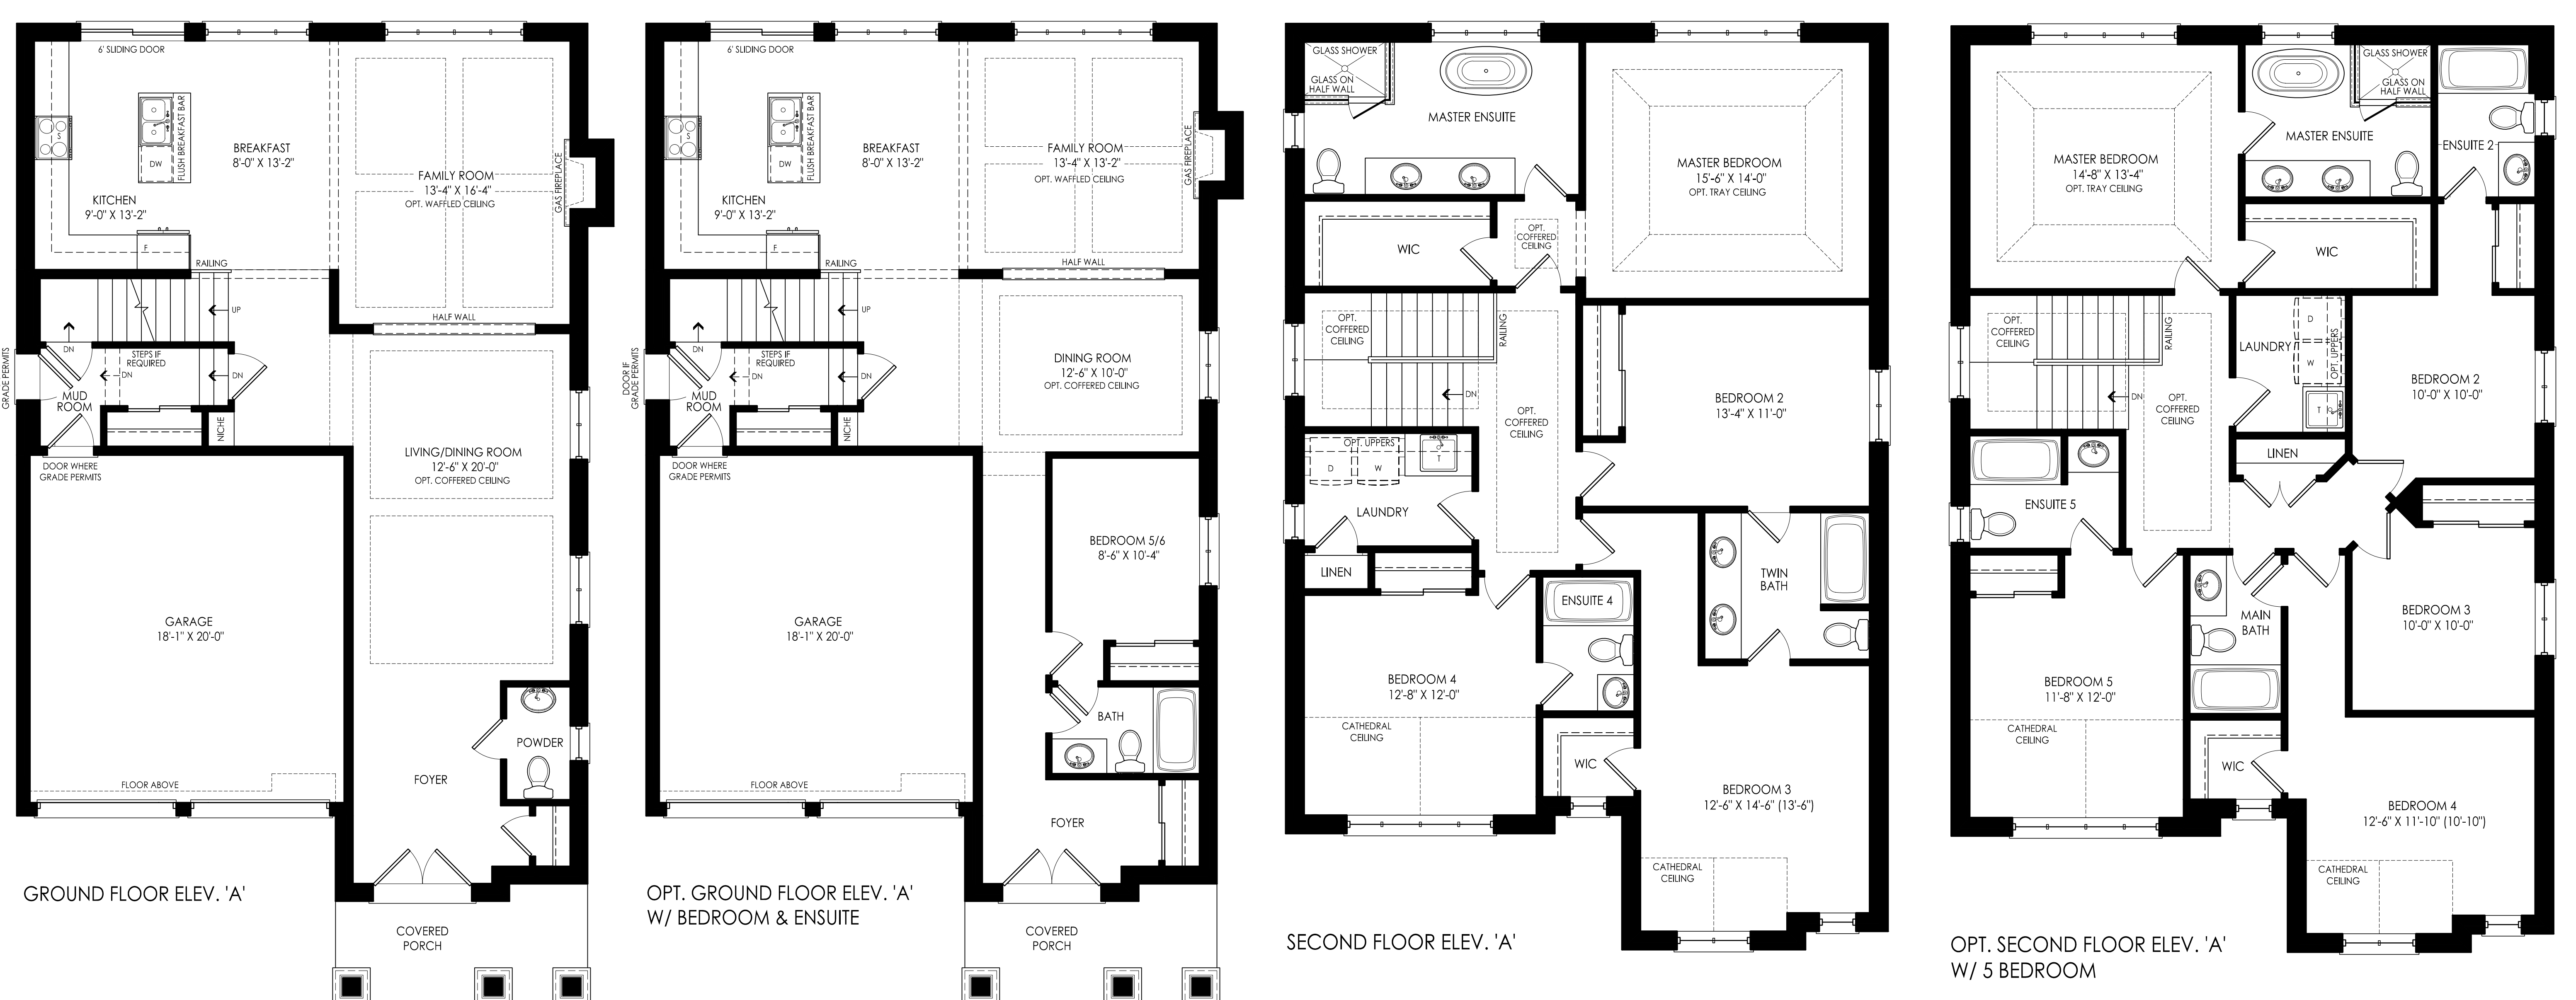 6' SLIDING DOOR
BREAKFAST
8'-0" X 13'-2"
FLUSH BREAKFAST BAR
S
DW
KITCHEN
9'-0" X 13'-2"
F
FAMILY ROOM
13'-4" X 16'-4"
OPT. WAFFLED CEILING
GAS FIREPLACE
RAILING
UP
HALF WALL
DN
STEPS IF
REQUIRED
DN
DN
GRADE PERMITS
MUD
ROOM
NICHE
DOOR WHERE
GRADE PERMITS
LIVING/DINING ROOM
12'-6" X 20'-0"
OPT. COFFERED CEILING
GARAGE
18'-1" X 20'-0"
POWDER
FOYER
FLOOR ABOVE
GROUND FLOOR ELEV. 'A'
COVERED
PORCH
6' SLIDING DOOR
BREAKFAST
8'-0" X 13'-2"
FLUSH BREAKFAST BAR
S
DW
KITCHEN
9'-0" X 13'-2"
F
FAMILY ROOM
13'-4" X 13'-2"
OPT. WAFFLED CEILING
GAS FIREPLACE
RAILING
HALF WALL
UP
DN
STEPS IF
REQUIRED
DN
DN
DOOR IF
GRADE PERMITS
MUD
ROOM
NICHE
DOOR WHERE
GRADE PERMITS
DINING ROOM
12'-6" X 10'-0"
OPT. COFFERED CEILING
BEDROOM 5/6
8'-6" X 10'-4"
GARAGE
18'-1" X 20'-0"
BATH
FLOOR ABOVE
FOYER
OPT. GROUND FLOOR ELEV. 'A'
W/ BEDROOM & ENSUITE
COVERED
PORCH
GLASS SHOWER
GLASS ON
HALF WALL
MASTER ENSUITE
MASTER BEDROOM
15'-6" X 14'-0"
OPT. TRAY CEILING
WIC
OPT.
COFFERED
CEILING
OPT.
COFFERED
CEILING
RAILING
DN
BEDROOM 2
13'-4" X 11'-0"
OPT.
COFFERED
CEILING
OPT. UPPERS
D
W
T
LAUNDRY
LINEN
TWIN
BATH
ENSUITE 4
BEDROOM 4
12'-8" X 12'-0"
CATHEDRAL
CEILING
WIC
BEDROOM 3
12'-6" X 14'-6" (13'-6")
CATHEDRAL
CEILING
SECOND FLOOR ELEV. 'A'
GLASS SHOWER
GLASS ON
HALF WALL
MASTER ENSUITE
ENSUITE 2
MASTER BEDROOM
14'-8" X 13'-4"
OPT. TRAY CEILING
WIC
OPT.
COFFERED
CEILING
RAILING
DN
D
LAUNDRY
W
OPT. UPPERS
T
OPT.
COFFERED
CEILING
BEDROOM 2
10'-0" X 10'-0"
LINEN
ENSUITE 5
MAIN
BATH
BEDROOM 3
10'-0" X 10'-0"
BEDROOM 5
11'-8" X 12'-0"
CATHEDRAL
CEILING
WIC
BEDROOM 4
12'-6" X 11'-10" (10'-10")
CATHEDRAL
CEILING
OPT. SECOND FLOOR ELEV. 'A'
W/ 5 BEDROOM